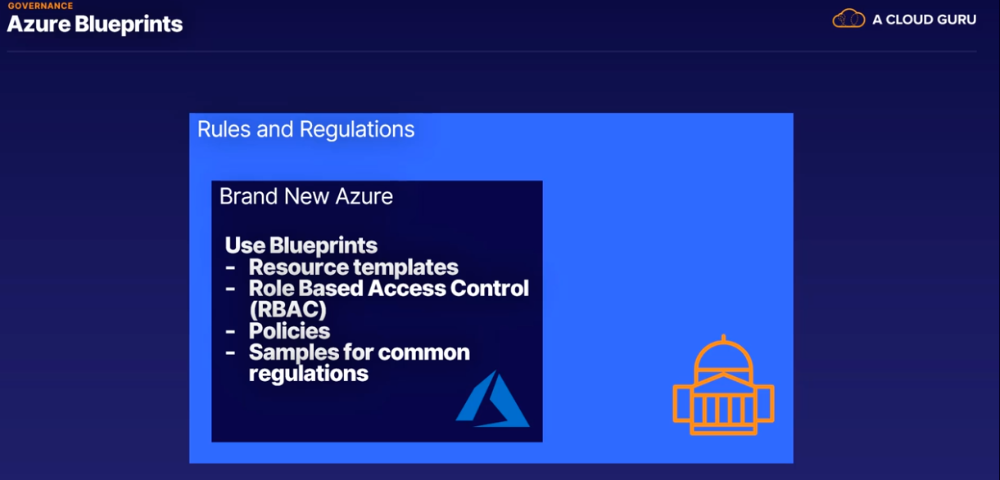 GOVERNANCE
Azure Blueprints
A CLOUD GURU
Rules and Regulations
Brand New Azure
Use Blueprints
- Resource templates
- Role Based Access Control
(RBAC)
- Policies
- Samples for common
regulations